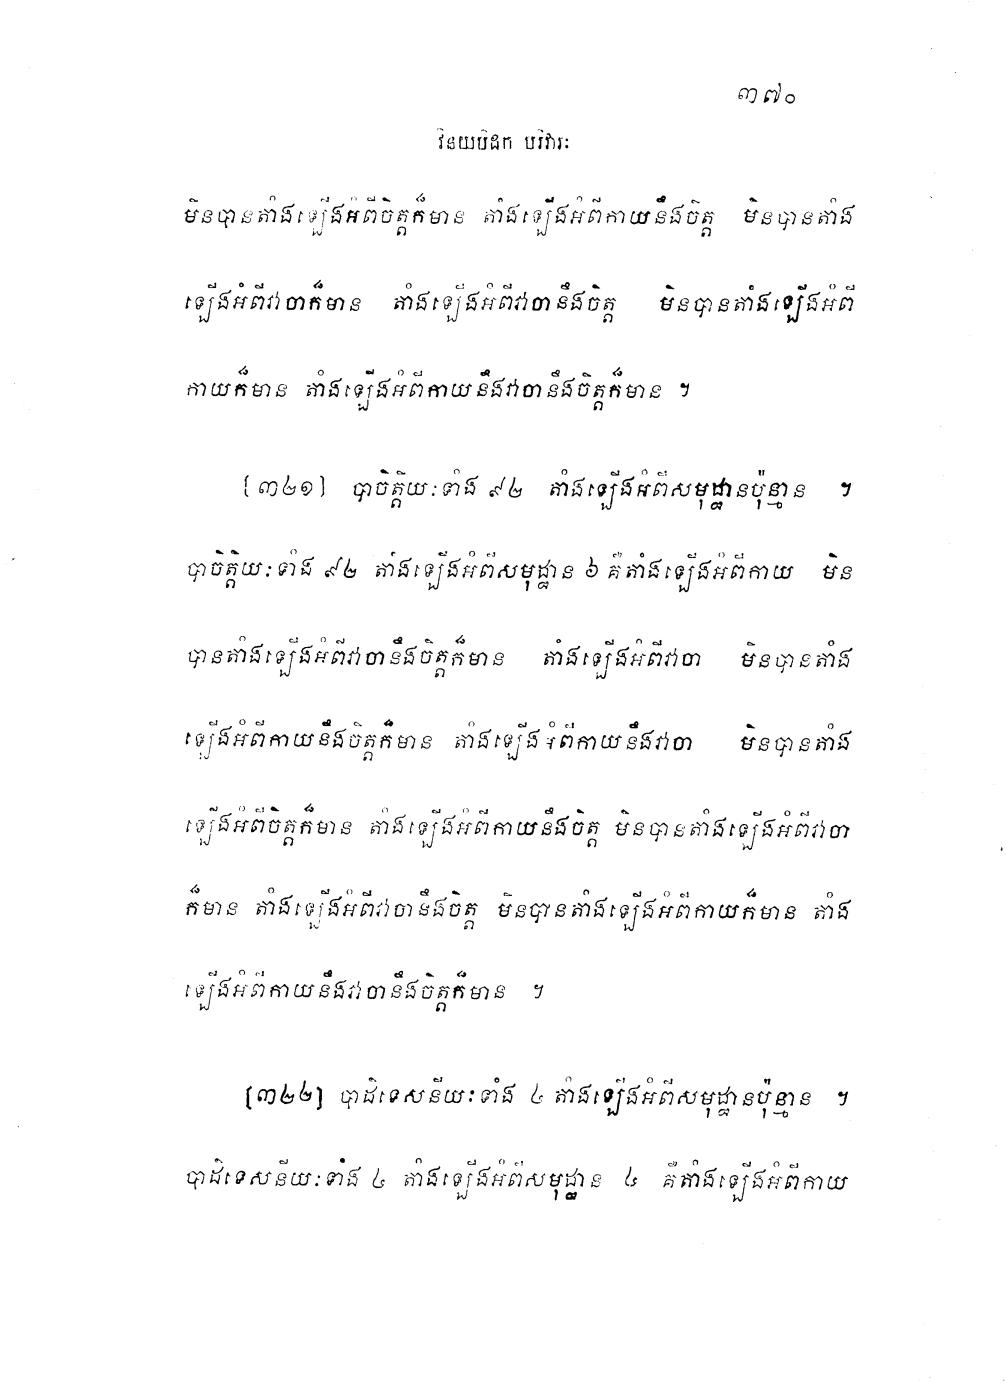 ៣៧០
វិនយបិដក បរិវារៈ
មិនបានតាំងឡើងអំពីចិត្តក៏មាន តាំងឡើងអំពីកាយនឹងចិត្ត មិនបានតាំង
ឡើងអំពីវាចាក៏មាន តាំងឡើងអំពីវាចានឹងចិត្ត មិនបានតាំងឡើងអំពី
កាយក៏មាន តាំងឡើងអំពីកាយនឹងវាចានឹងចិត្តក៏មាន ។
[៣២១] បាចិត្តិយៈទាំង ៩២ តាំងឡើងអំពីសមុដ្ឋានប៉ុន្មាន ។
បាចិត្តិយៈទាំង ៩២ តាំងឡើងអំពីសមុដ្ឋាន ៦ គឺតាំងឡើងអំពីកាយ មិន
បានតាំងឡើងអំពីវាចានឹងចិត្តក៏មាន តាំងឡើងអំពីវាចា មិនបានតាំង
ឡើងអំពីកាយនឹងចិត្តក៏មាន តាំងឡើងអំពីកាយនឹងវាចា មិនបានតាំង
ឡើងអំពីចិត្តក៏មាន តាំងឡើងអំពីកាយនឹងចិត្ត មិនបានតាំងឡើងអំពីវាចា
ក៏មាន តាំងឡើងអំពីវាចានឹងចិត្ត មិនបានតាំងឡើងអំពីកាយក៏មាន តាំង
ឡើងអំពីកាយនឹងវាចានឹងចិត្តក៏មាន ។
[៣២២] បាដិទេសនីយៈទាំង ៤ តាំងឡើងអំពីសមុដ្ឋានប៉ុន្មាន ។
បាដិទេសនីយៈទាំង ៤ តាំងឡើងអំពីសមុដ្ឋាន ៤ គឺតាំងឡើងអំពីកាយ